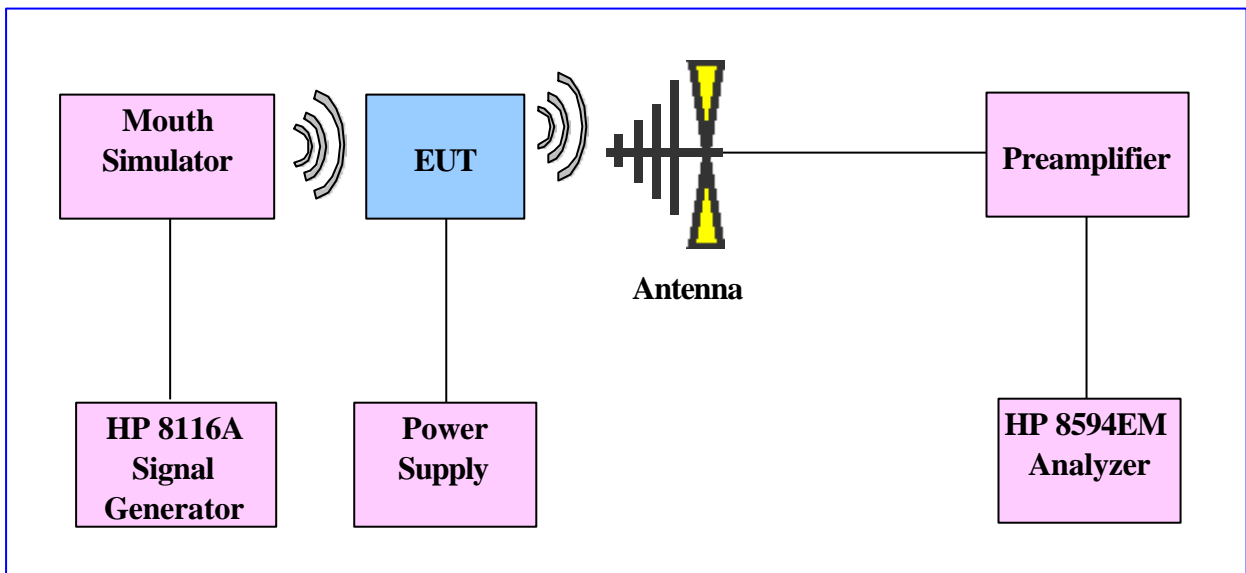 Mouth
Simulator
EUT
Preamplifier
Antenna
HP 8116A
Signal
Generator
Power
Supply
HP 8594EM
Analyzer